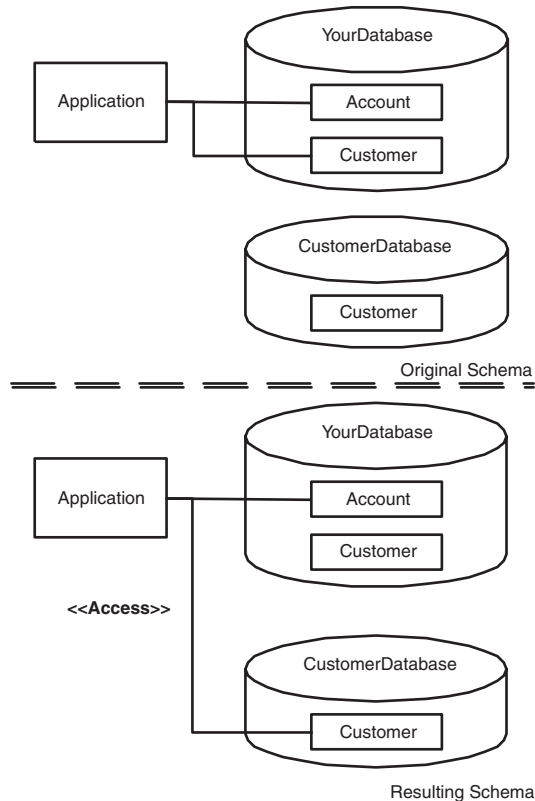 YourDatabase
Application
Account
Customer
CustomerDatabase
Customer
Original Schema
YourDatabase
Application
Account
Customer
<<Access>>
CustomerDatabase
Customer
Resulting Schema